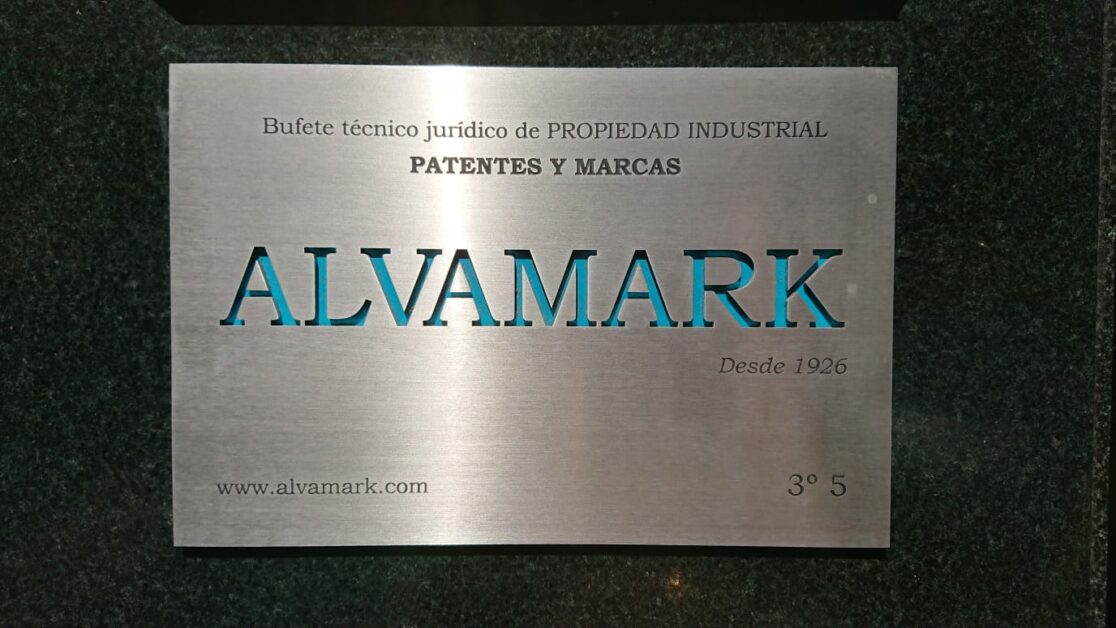 Bufete técnico jurídico de PROPIEDAD INDUSTRIAL
PATENTES Y MARCAS
ALVAMARK
Desde 1926
www.alvamark.com 3º 5